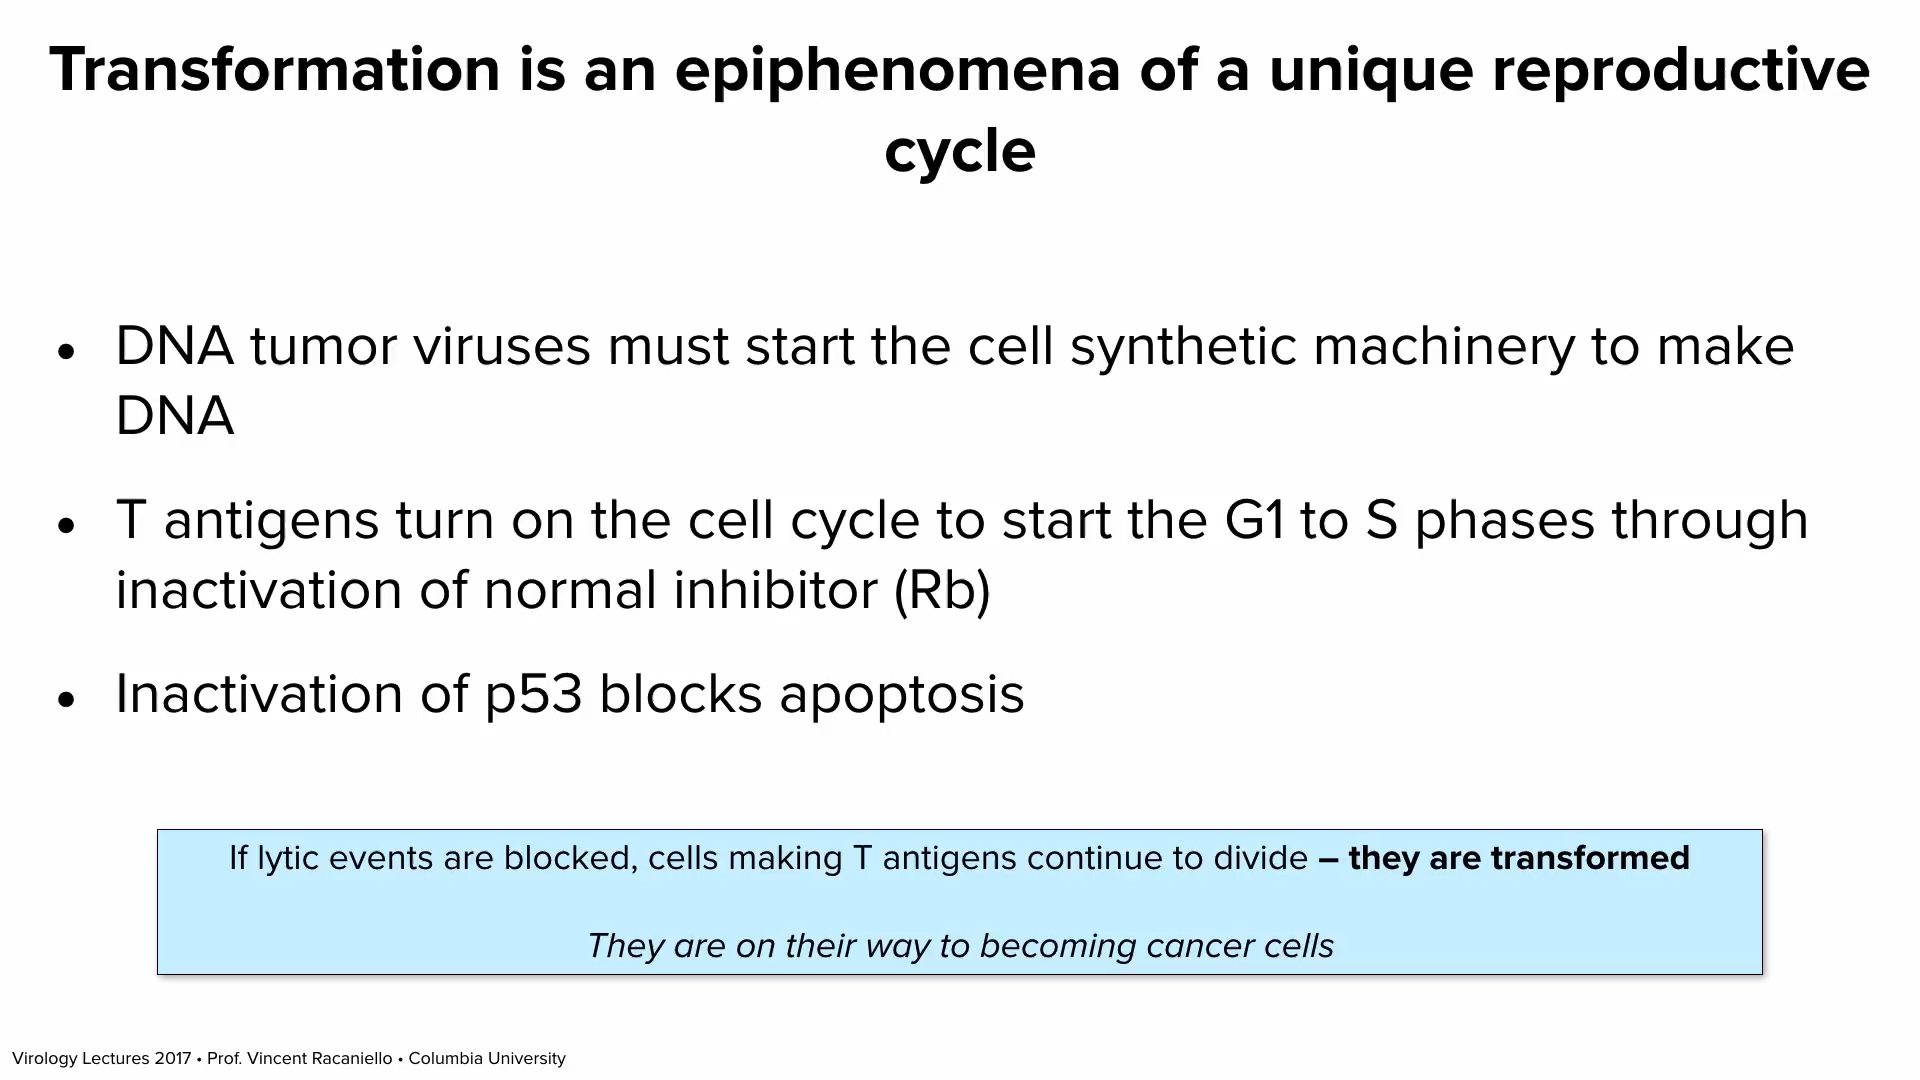 Transformation is an epiphenomena of a unique reproductive
cycle
• DNA tumor viruses must start the cell synthetic machinery to make
DNA
• T antigens turn on the cell cycle to start the G1 to S phases through
inactivation of normal inhibitor (Rb)
• Inactivation of p53 blocks apoptosis
If lytic events are blocked, cells making T antigens continue to divide – they are transformed
They are on their way to becoming cancer cells
Virology Lectures 2017 • Prof. Vincent Racaniello • Columbia University